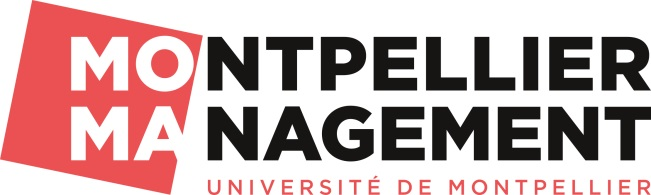 MONTPELLIER
MANAGEMENT
UNIVERSITÉ DE MONTPELLIER